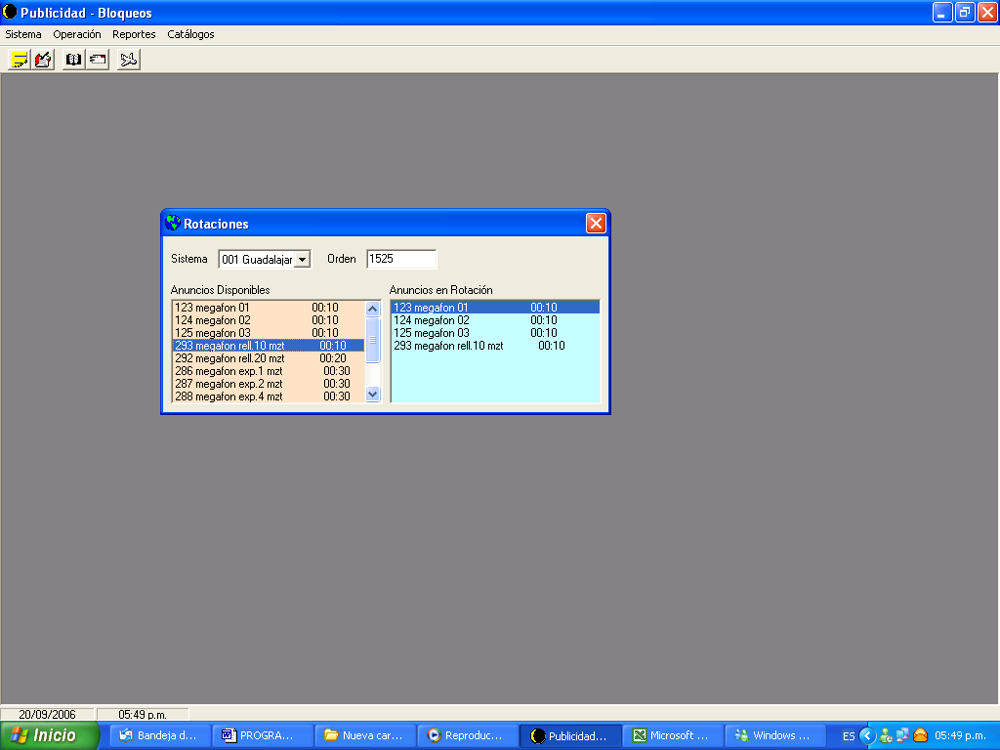 Publicidad - Bloqueos
Sistema Operación Reportes Catálogos
Rotaciones
Sistema 001 Guadalajar Orden 1525
Anuncios Disponibles
123 megafon 01 00:10
124 megafon 02 00:10
125 megafon 03 00:10
293 megafon rell.10 mzt 00:10
292 megafon rell.20 mzt 00:20
286 megafon exp.1 mzt 00:30
287 megafon exp.2 mzt 00:30
288 megafon exp.4 mzt 00:30
Anuncios en Rotación
123 megafon 01 00:10
124 megafon 02 00:10
125 megafon 03 00:10
293 megafon rell.10 mzt 00:10
20/09/2006 05:49 p.m.
Inicio Bandeja d... PROGRA... Nueva car... Reproduc... Publicidad... Microsoft ... Windows ... ES 05:49 p.m.